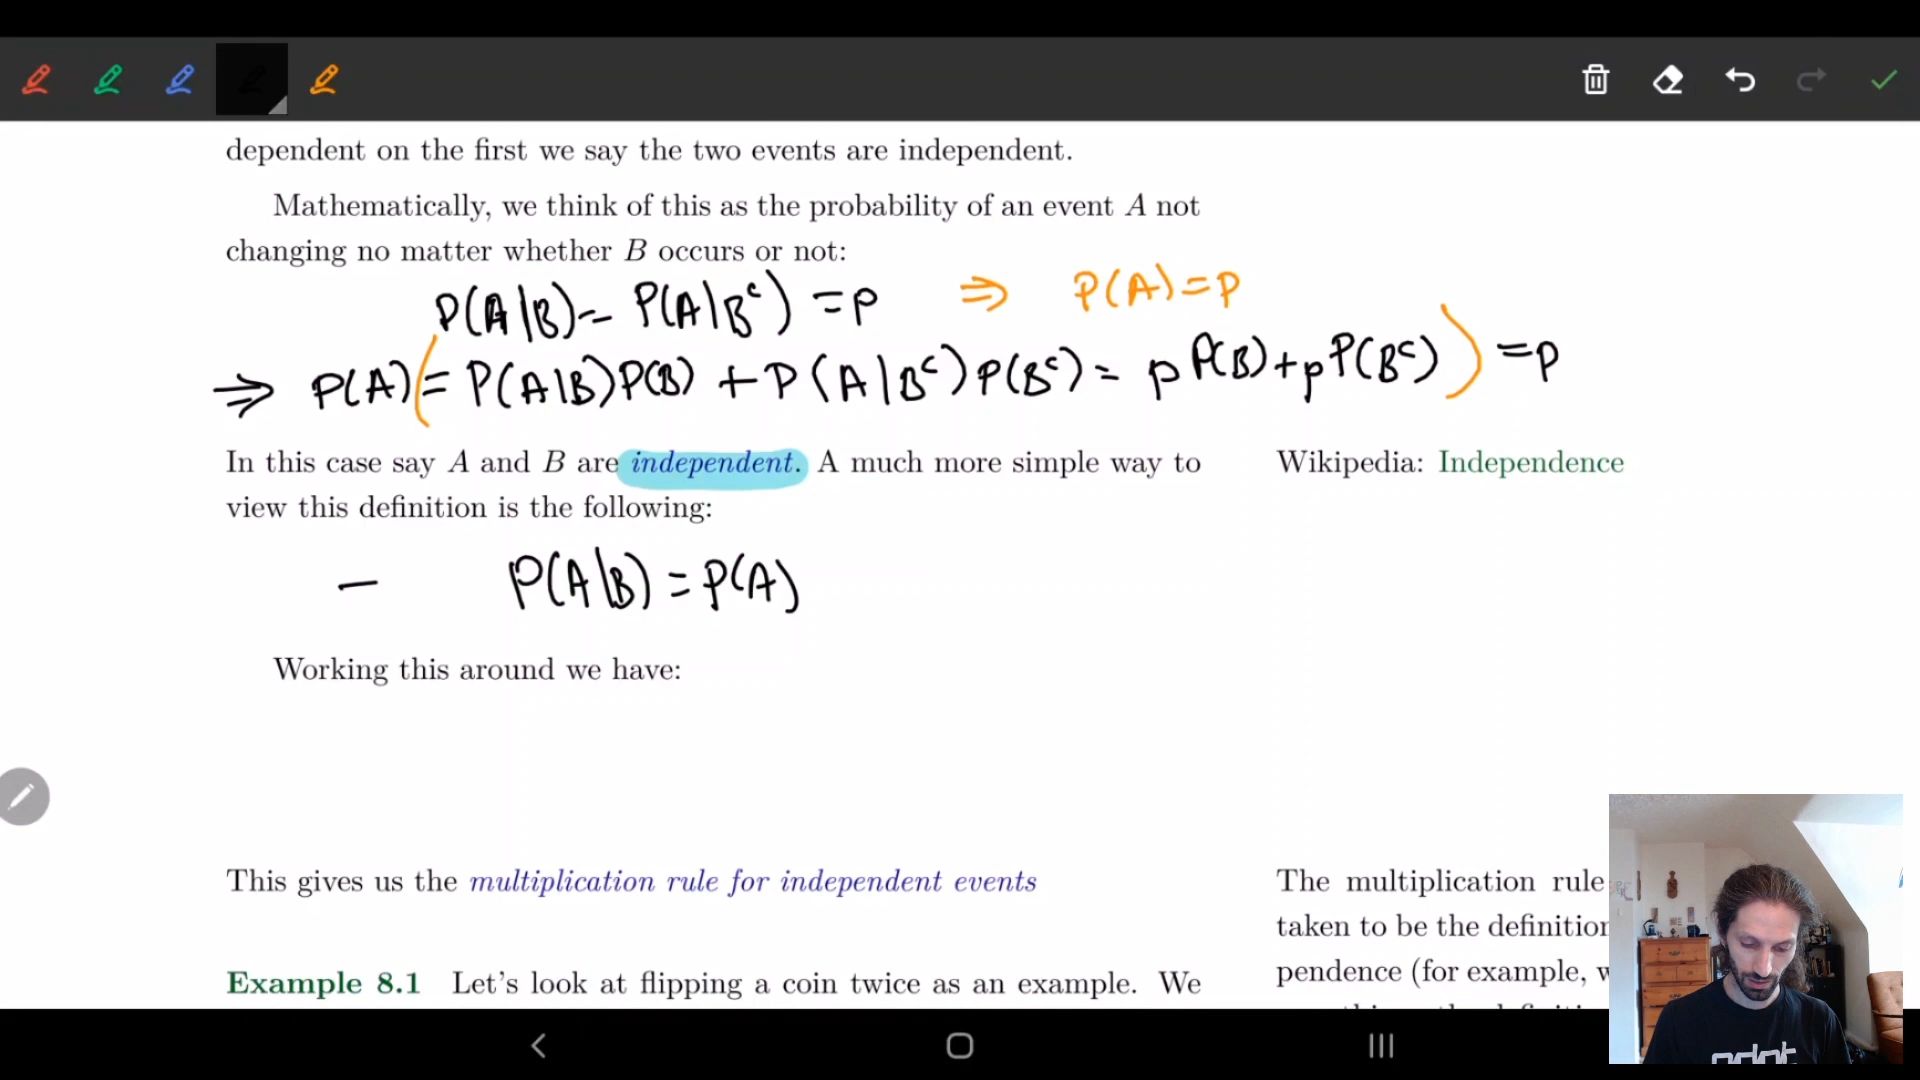 dependent on the first we say the two events are independent.
Mathematically, we think of this as the probability of an event A not
changing no matter whether B occurs or not:
P(A|B) = P(A|Bᶜ) = p ⇒ P(A) = p
⇒ P(A) (= P(A|B)P(B) + P(A|Bᶜ)P(Bᶜ) = pP(B) + pP(Bᶜ)) = p
In this case say A and B are independent. A much more simple way to
view this definition is the following:
Wikipedia: Independence
— P(A|B) = P(A)
Working this around we have:
This gives us the multiplication rule for independent events
Example 8.1 Let's look at flipping a coin twice as an example. We
The multiplication rule
taken to be the definition
pendence (for example, w